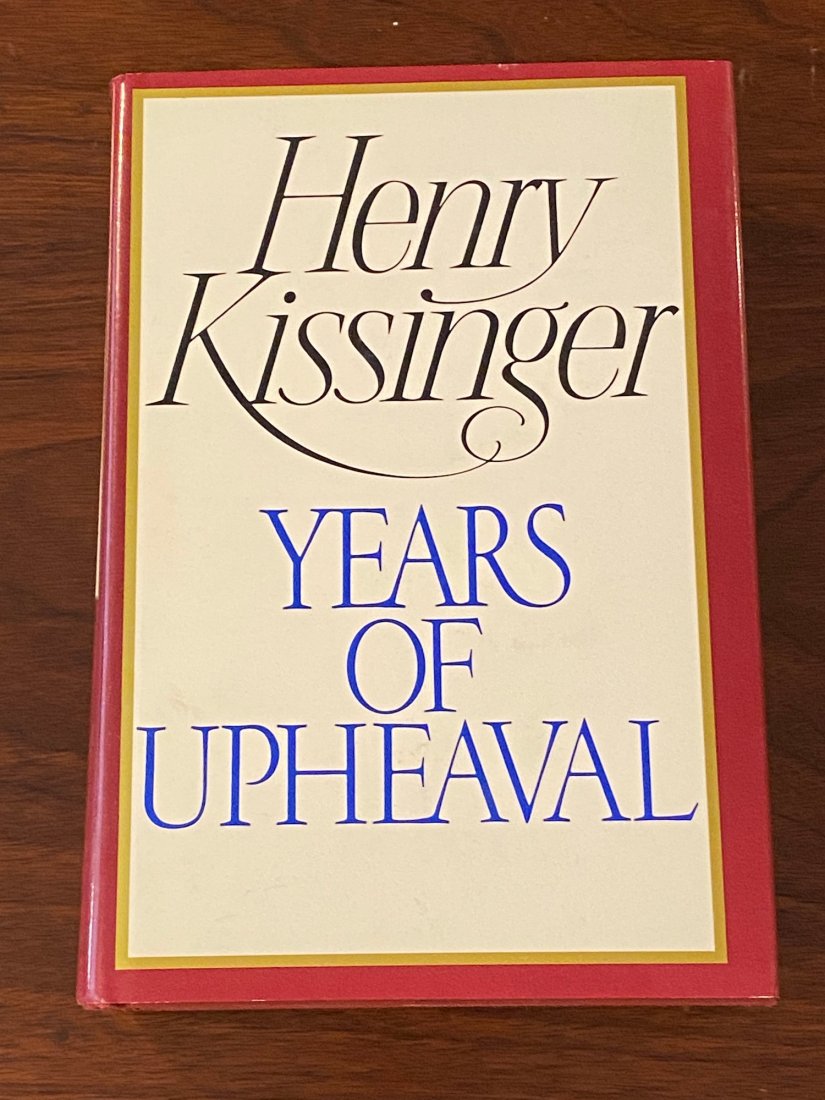 Henry
Kissinger
YEARS
OF
UPHEAVAL